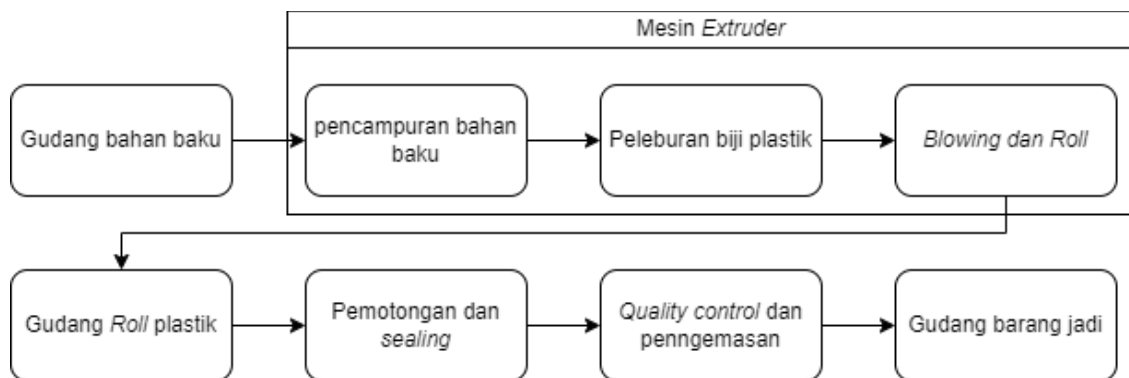 Mesin Extruder
Gudang bahan baku
pencampuran bahan
baku
Peleburan biji plastik
Blowing dan Roll
Gudang Roll plastik
Pemotongan dan
sealing
Quality control dan
penngemasan
Gudang barang jadi